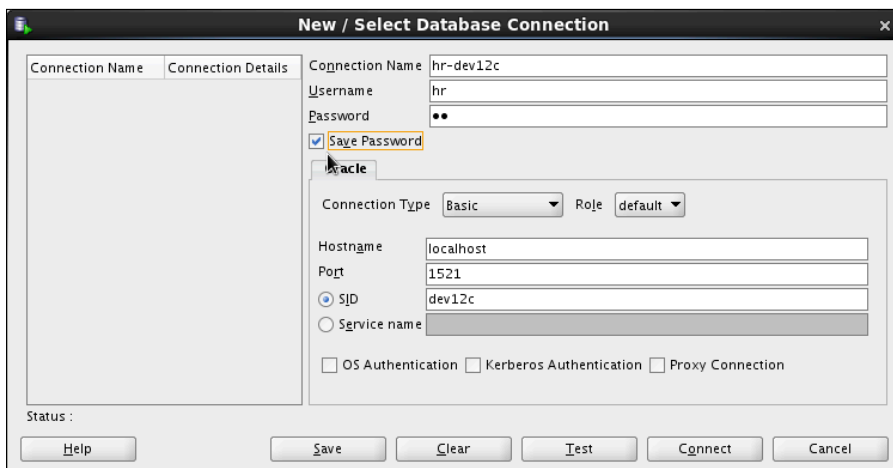 New / Select Database Connection
Connection Name Connection Details
Connection Name hr-dev12c
Username hr
Password ••
Save Password
Oracle
Connection Type Basic Role default
Hostname localhost
Port 1521
SID dev12c
Service name
OS Authentication Kerberos Authentication Proxy Connection
Status :
Help Save Clear Test Connect Cancel